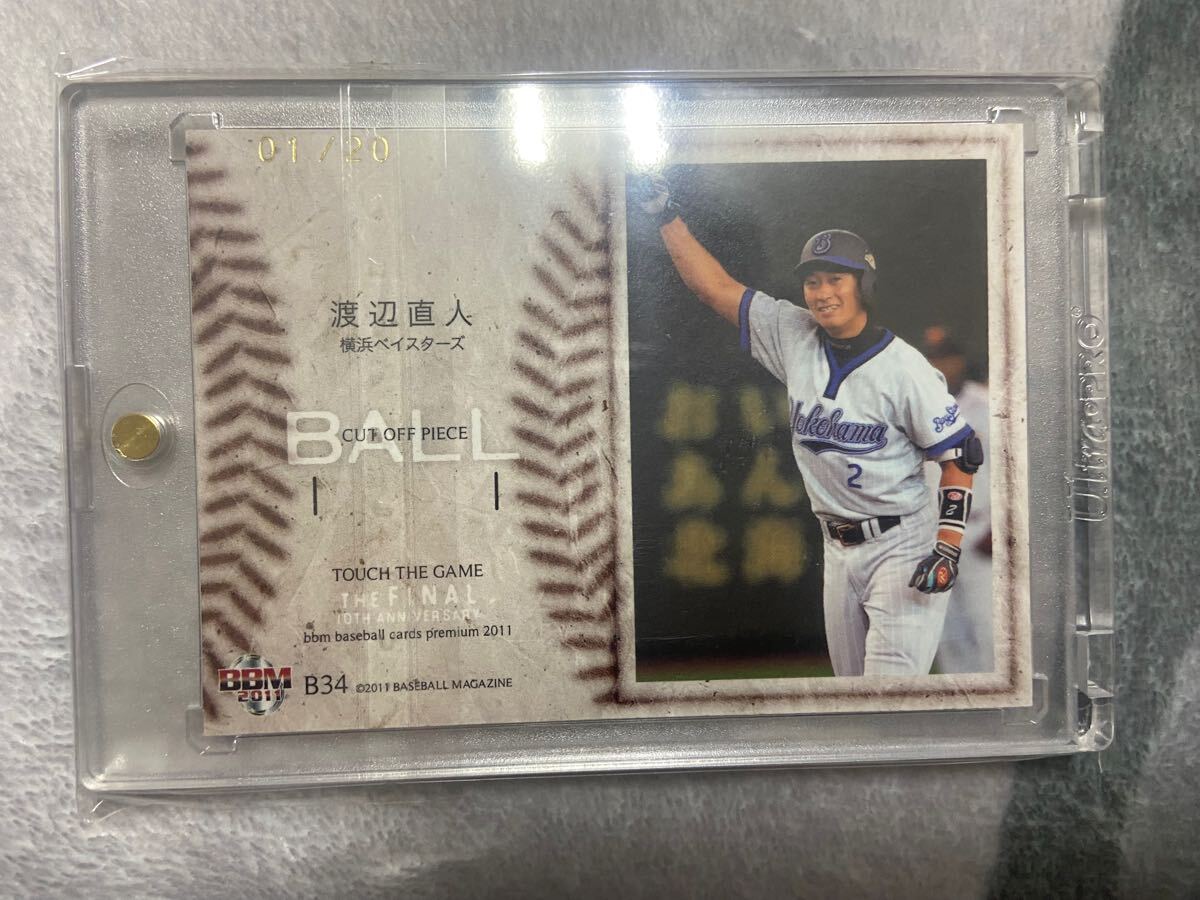 01/20
渡辺直人
横浜ベイスターズ
BALL
CUT OFF PIECE
TOUCH THE GAME
THE FINAL
10TH ANNIVERSARY
bbm baseball cards premium 2011
BBM
2011
B34 ©2011 BASEBALL MAGAZINE
B
Yokohama
2
2
UltraPRO®